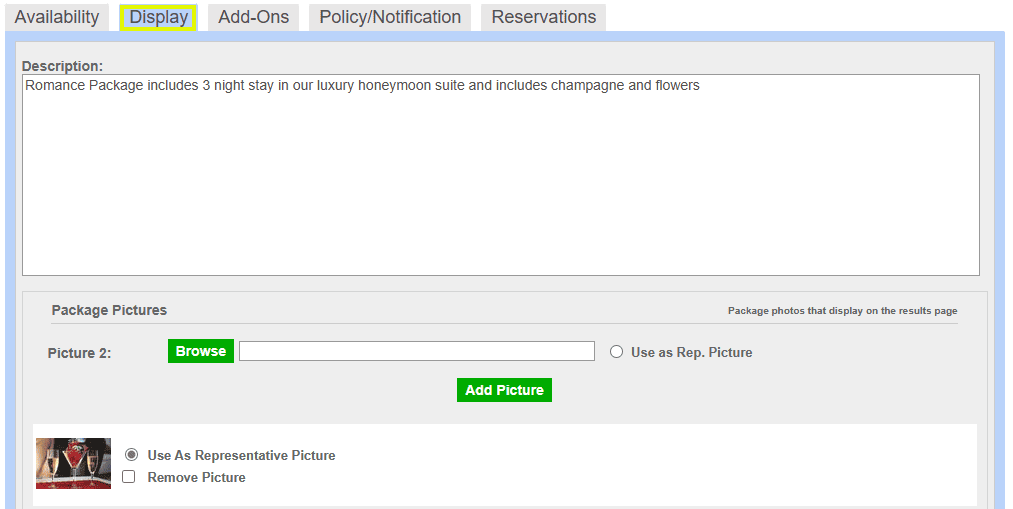 Availability Display Add-Ons Policy/Notification Reservations
Description:
Romance Package includes 3 night stay in our luxury honeymoon suite and includes champagne and flowers
Package Pictures Package photos that display on the results page
Picture 2: Browse Use as Rep. Picture
Add Picture
Use As Representative Picture
Remove Picture